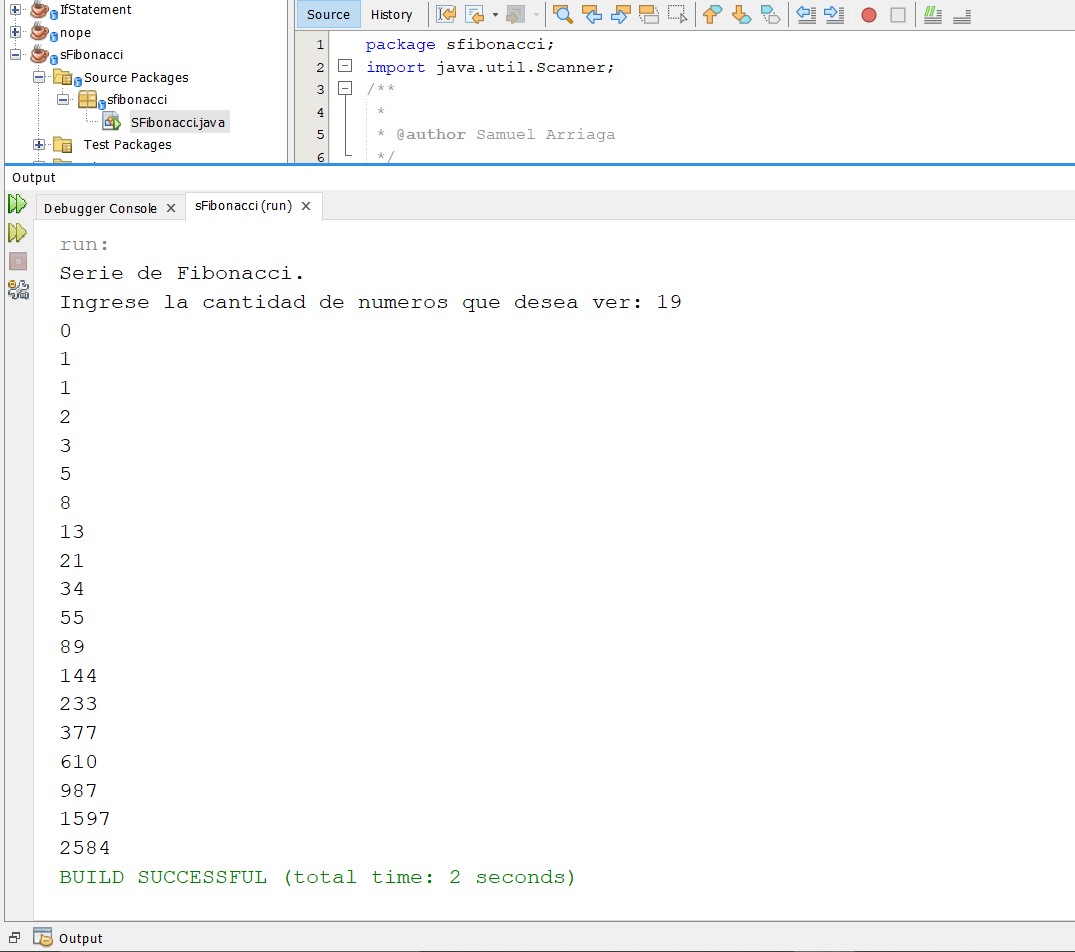 IfStatement
nope
sFibonacci
Source Packages
sfibonacci
SFibonacci.java
Test Packages
Source History
1 package sfibonacci;
2 import java.util.Scanner;
3 /**
4 *
5 * @author Samuel Arriaga
6 */
Output
Debugger Console
sFibonacci (run)
run:
Serie de Fibonacci.
Ingrese la cantidad de numeros que desea ver: 19
0
1
1
2
3
5
8
13
21
34
55
89
144
233
377
610
987
1597
2584
BUILD SUCCESSFUL (total time: 2 seconds)
Output